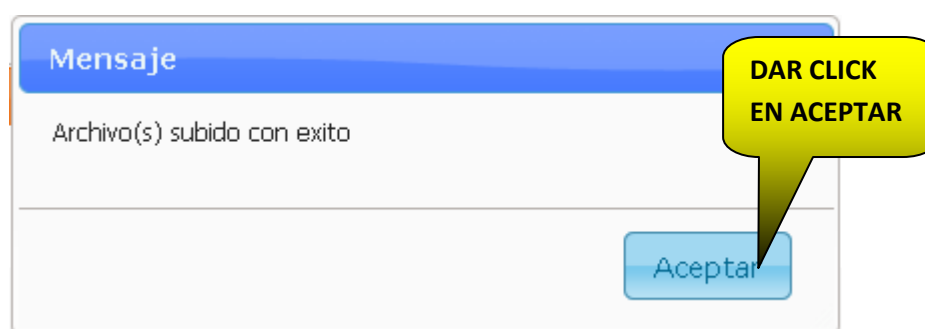 Mensaje
DAR CLICK
EN ACEPTAR
Archivo(s) subido con exito
Aceptar